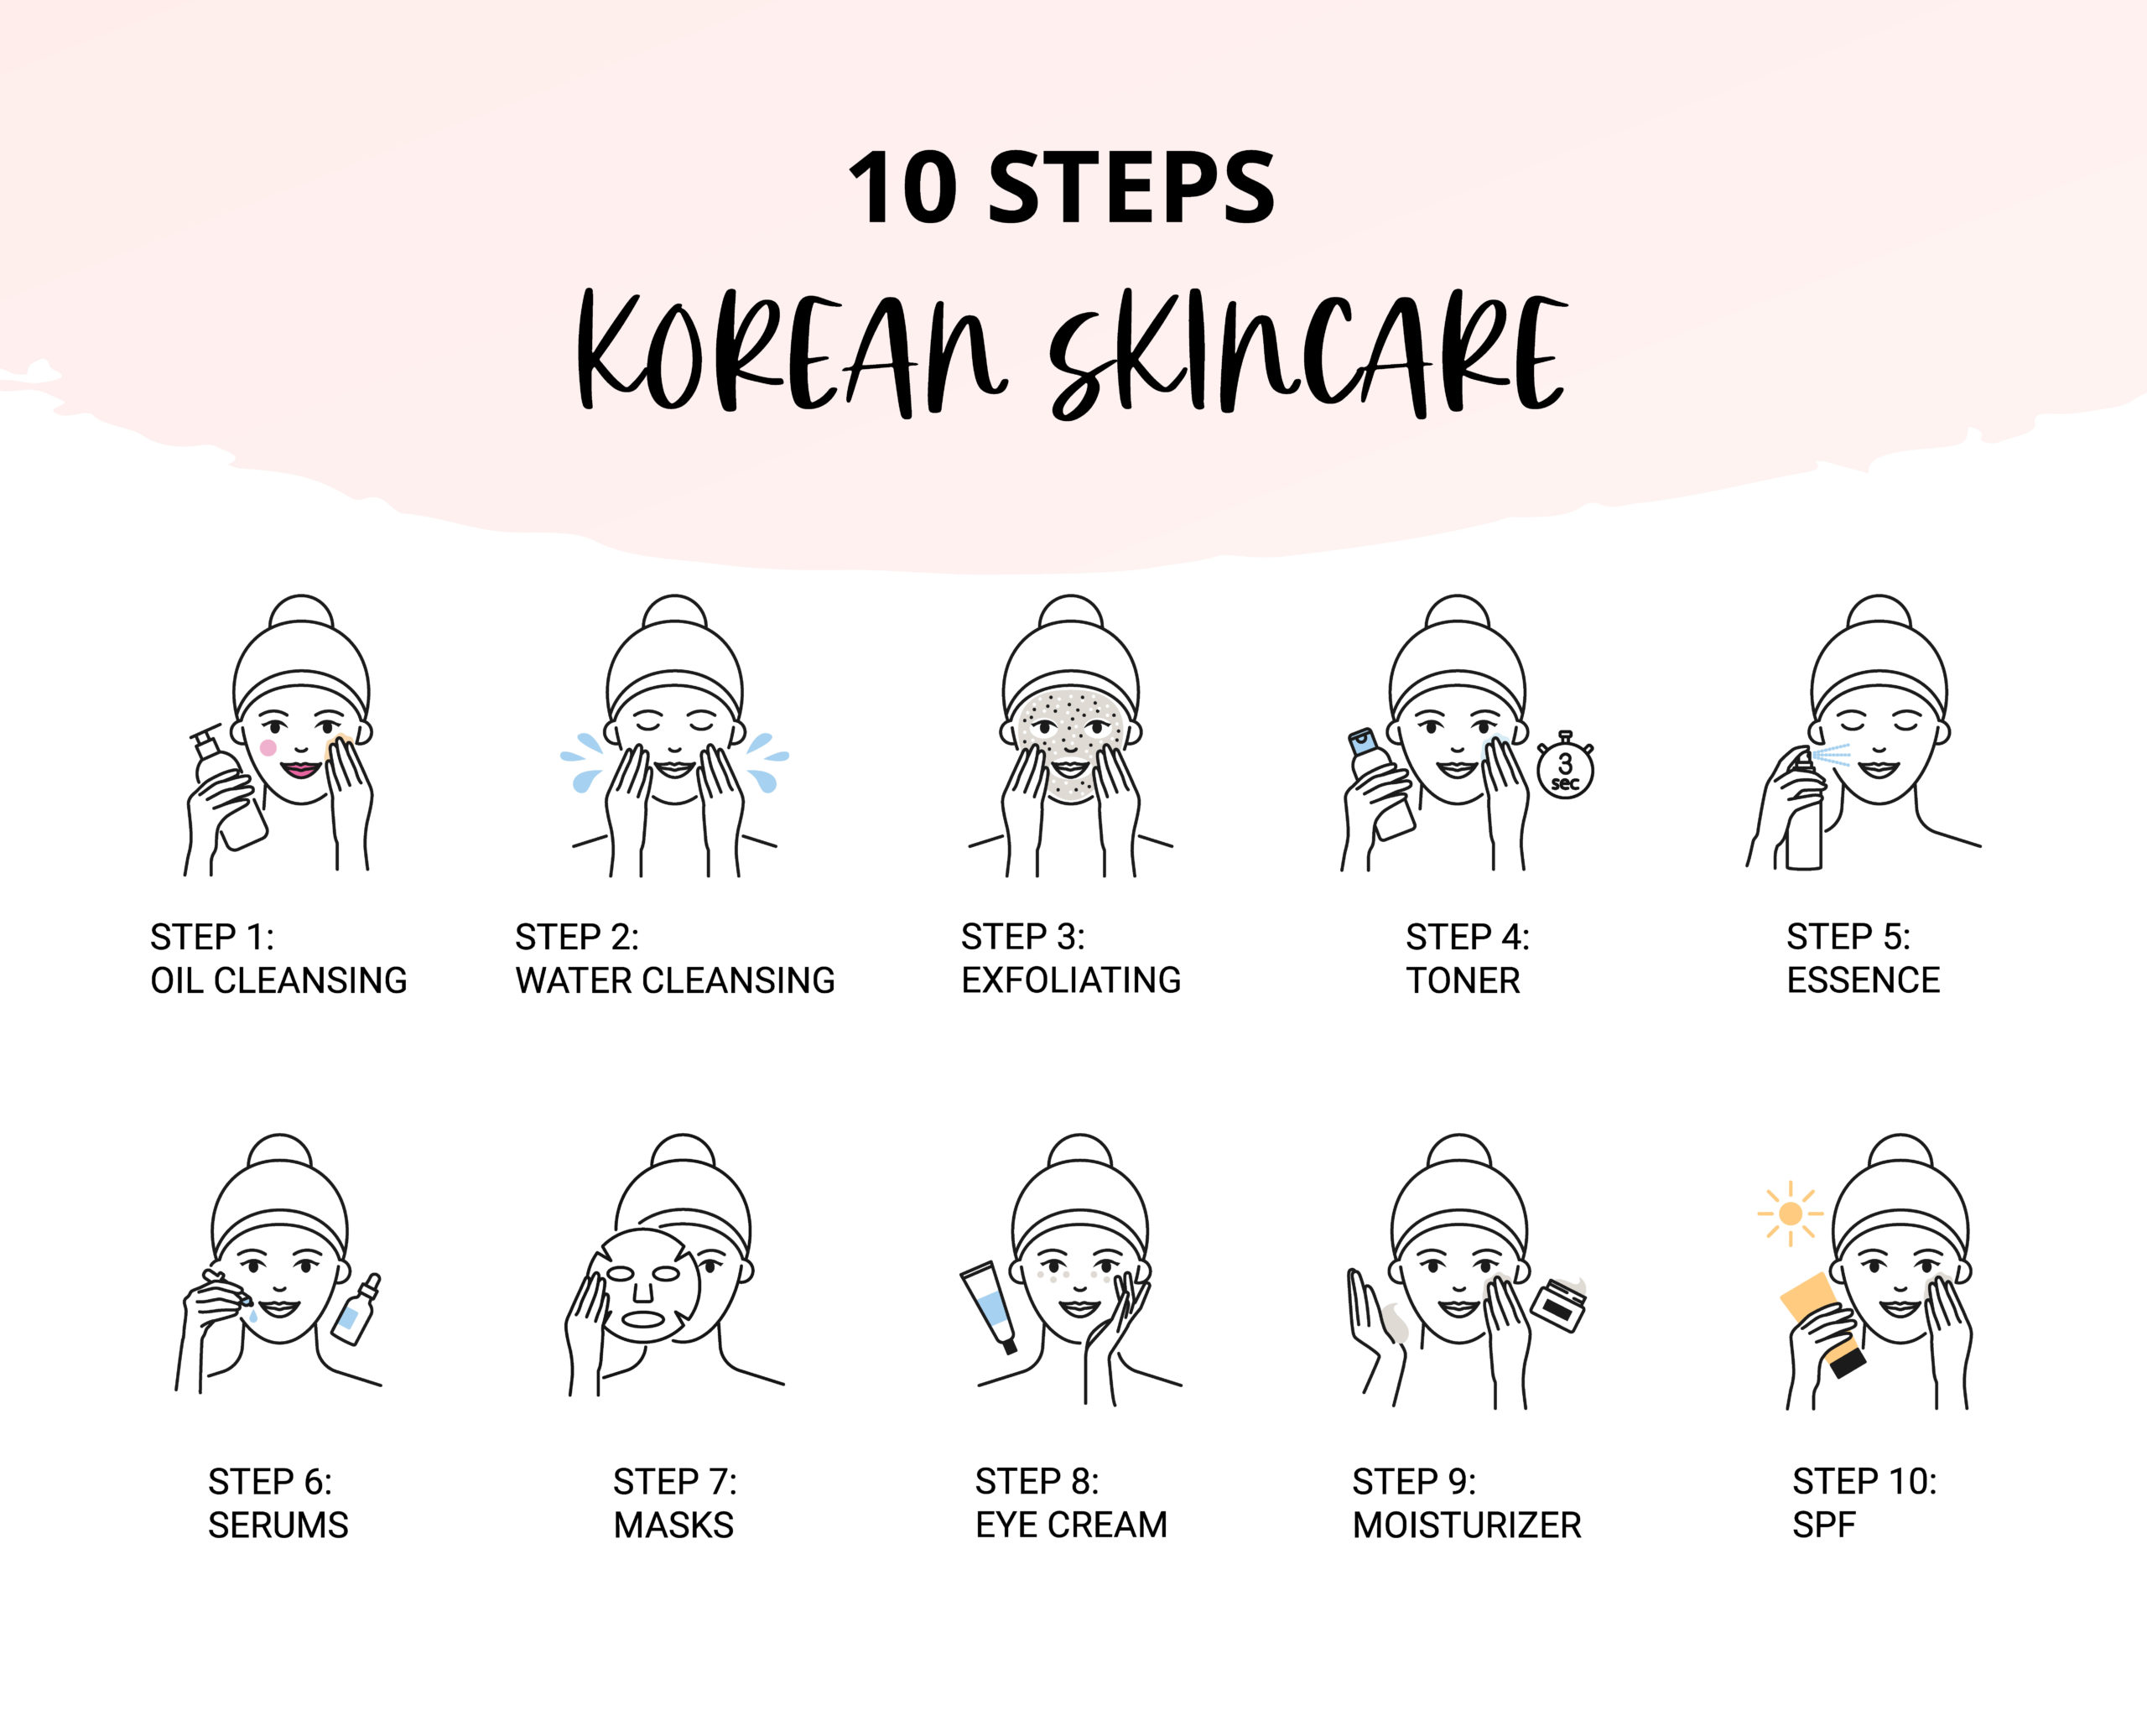 10 STEPS
KOREAN SKINCARE
3
sec
STEP 1:
OIL CLEANSING
STEP 2:
WATER CLEANSING
STEP 3:
EXFOLIATING
STEP 4:
TONER
STEP 5:
ESSENCE
STEP 6:
SERUMS
STEP 7:
MASKS
STEP 8:
EYE CREAM
STEP 9:
MOISTURIZER
STEP 10:
SPF